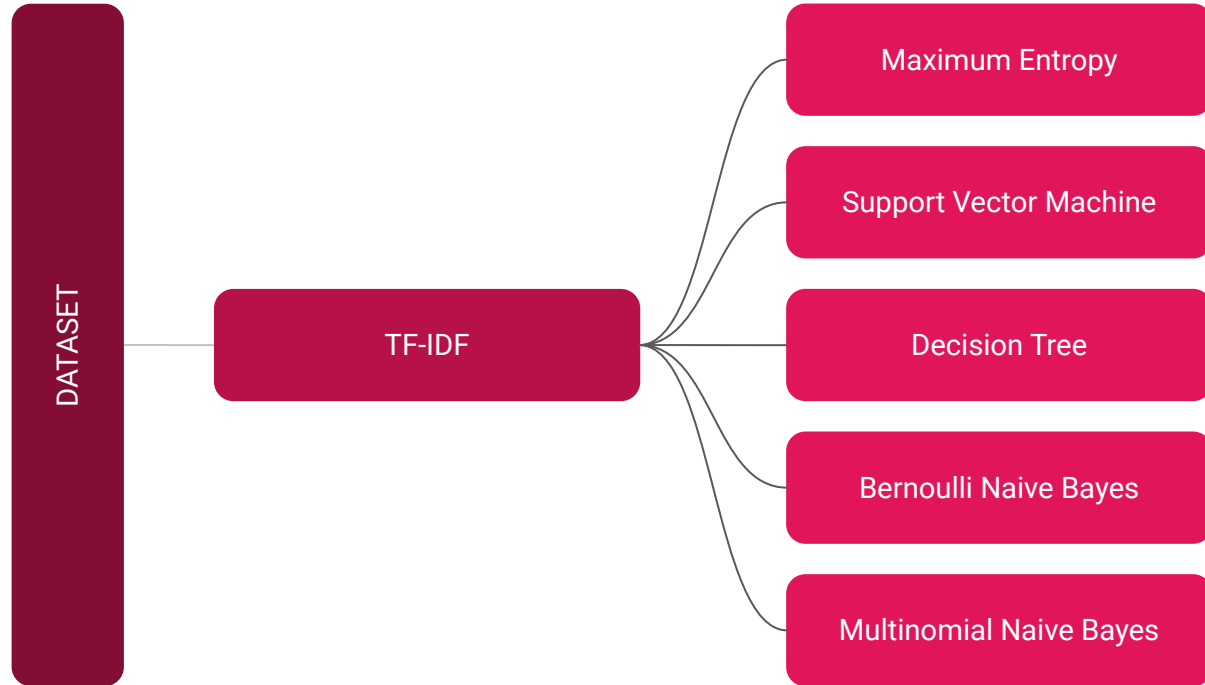 DATASET
TF-IDF
Maximum Entropy
Support Vector Machine
Decision Tree
Bernoulli Naive Bayes
Multinomial Naive Bayes